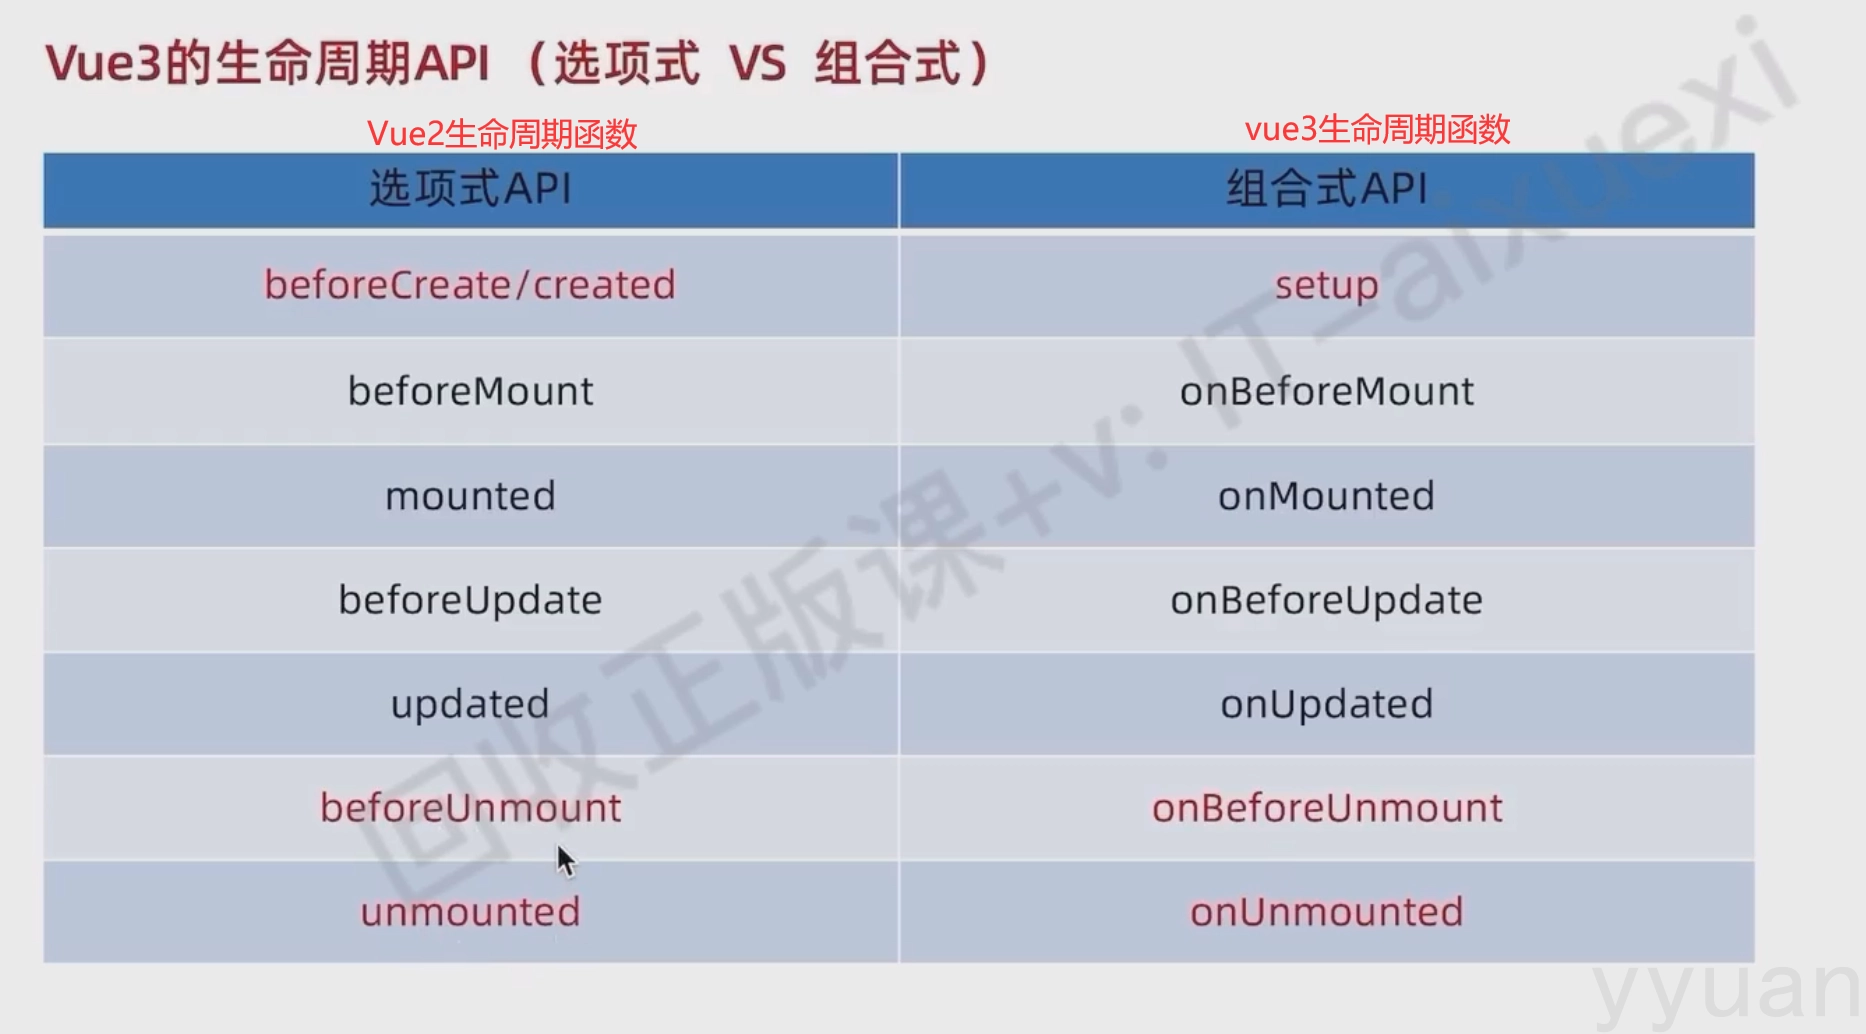 Vue3的生命周期API （选项式 VS 组合式）
Vue2生命周期函数 vue3生命周期函数
选项式API 组合式API
beforeCreate/created setup
beforeMount onBeforeMount
mounted onMounted
beforeUpdate onBeforeUpdate
updated onUpdated
beforeUnmount onBeforeUnmount
unmounted onUnmounted
回收正版课+v: IT-aixuexi
yyuan